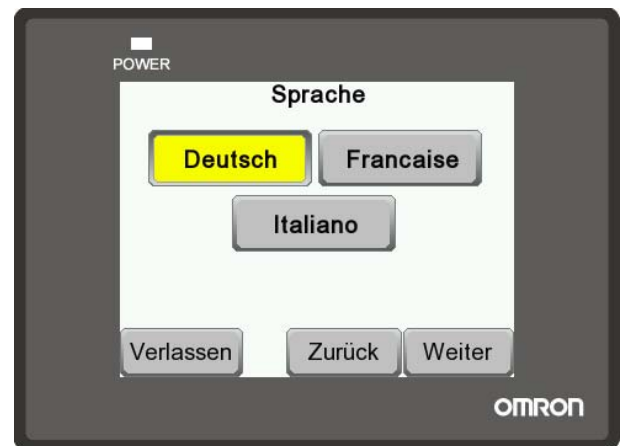 POWER
Sprache
Deutsch Francaise
Italiano
Verlassen Zurück Weiter
OMRON